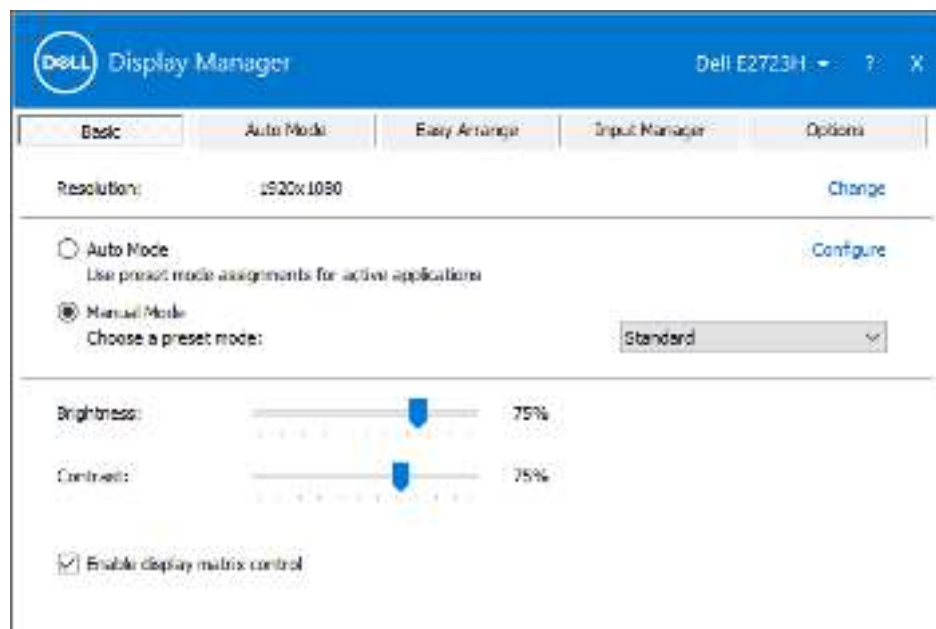 DELL Display Manager Dell E2723H ? X
Basic Auto Mode Easy Arrange Input Manager Options
Resolution: 1920x1080 Change
Auto Mode Configure
Use preset mode assignments for active applications
Manual Mode
Choose a preset mode: Standard
Brightness: 75%
Contrast: 75%
Enable display matrix control